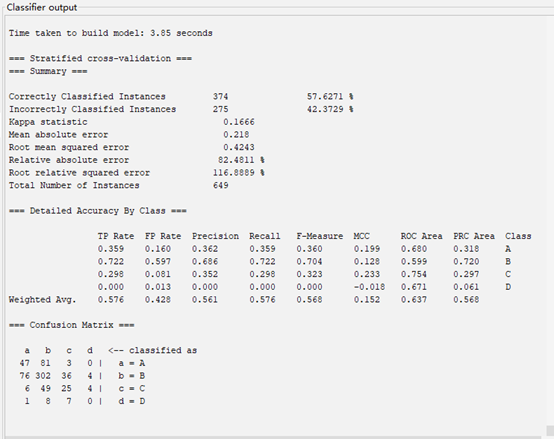 Classifier output
Time taken to build model: 3.85 seconds
=== Stratified cross-validation ===
=== Summary ===
Correctly Classified Instances 374 57.6271 %
Incorrectly Classified Instances 275 42.3729 %
Kappa statistic 0.1666
Mean absolute error 0.218
Root mean squared error 0.4243
Relative absolute error 82.4811 %
Root relative squared error 116.8889 %
Total Number of Instances 649
=== Detailed Accuracy By Class ===
TP Rate FP Rate Precision Recall F-Measure MCC ROC Area PRC Area Class
0.359 0.160 0.362 0.359 0.360 0.199 0.680 0.318 A
0.722 0.597 0.686 0.722 0.704 0.128 0.599 0.720 B
0.298 0.081 0.352 0.298 0.323 0.233 0.754 0.297 C
0.000 0.013 0.000 0.000 0.000 -0.018 0.671 0.061 D
Weighted Avg. 0.576 0.428 0.561 0.576 0.568 0.152 0.637 0.568
=== Confusion Matrix ===
a b c d <-- classified as
47 81 3 0 | a = A
76 302 36 4 | b = B
6 49 25 4 | c = C
1 8 7 0 | d = D